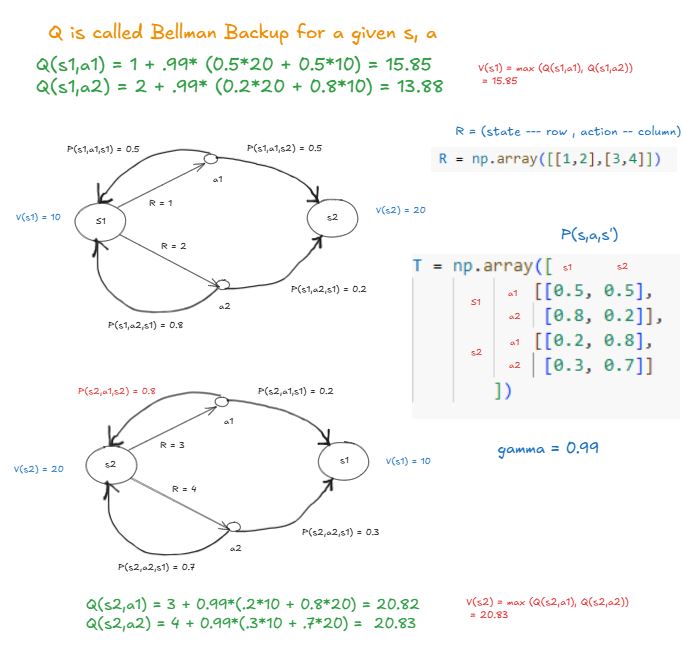 Q is called Bellman Backup for a given s, a
Q(s1,a1) = 1 + .99* (0.5*20 + 0.5*10) = 15.85
Q(s1,a2) = 2 + .99* (0.2*20 + 0.8*10) = 13.88
V(s1) = max (Q(s1,a1), Q(s1,a2))
= 15.85
R = (state --- row , action -- column)
R = np.array([[1,2],[3,4]])
P(s1,a1,s1) = 0.5
P(s1,a1,s2) = 0.5
a1
R = 1
V(s1) = 10
S1
s2
V(s2) = 20
R = 2
P(s1,a2,s1) = 0.2
a2
P(s1,a2,s1) = 0.8
P(s,a,s')
T = np.array([ s1 s2
S1 a1 [[0.5, 0.5],
a2 [0.8, 0.2]],
s2 a1 [[0.2, 0.8],
a2 [0.3, 0.7]]
])
gamma = 0.99
P(s2,a1,s2) = 0.8
P(s2,a1,s1) = 0.2
a1
R = 3
V(s2) = 20
s2
s1
V(s1) = 10
R = 4
P(s2,a2,s1) = 0.3
a2
P(s2,a2,s1) = 0.7
Q(s2,a1) = 3 + 0.99*(.2*10 + 0.8*20) = 20.82
Q(s2,a2) = 4 + 0.99*(.3*10 + .7*20) = 20.83
V(s2) = max (Q(s2,a1), Q(s2,a2))
= 20.83